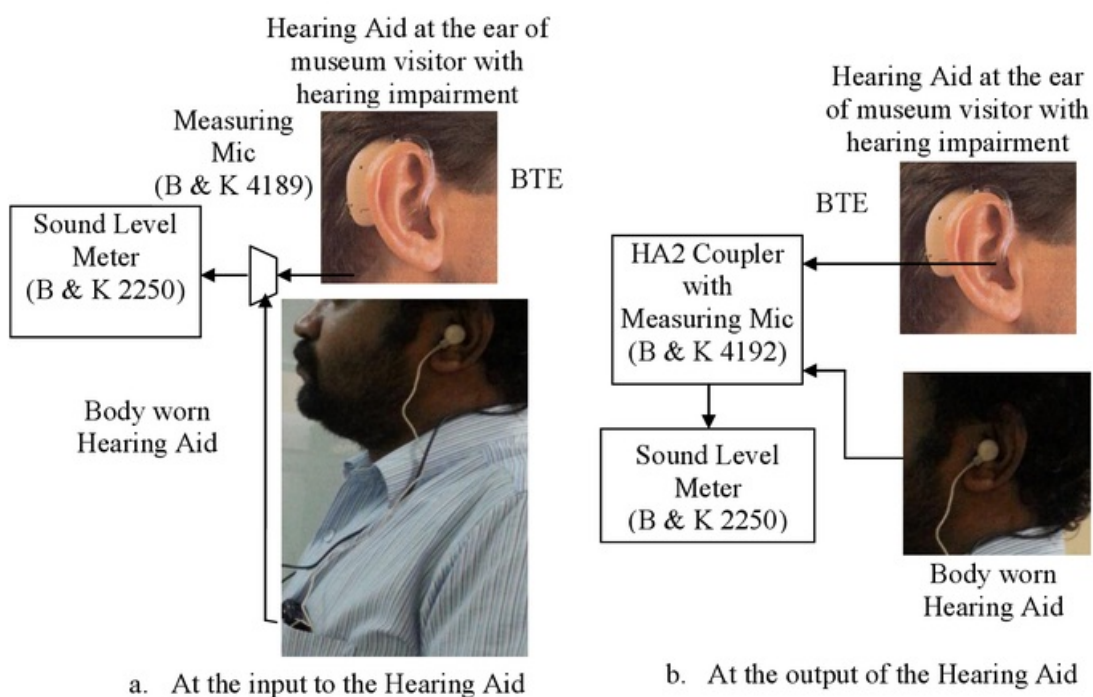 Hearing Aid at the ear of
museum visitor with
hearing impairment
Measuring
Mic
(B & K 4189)
BTE
Sound Level
Meter
(B & K 2250)
Body worn
Hearing Aid
a. At the input to the Hearing Aid
Hearing Aid at the ear
of museum visitor with
hearing impairment
BTE
HA2 Coupler
with
Measuring Mic
(B & K 4192)
Sound Level
Meter
(B & K 2250)
Body worn
Hearing Aid
b. At the output of the Hearing Aid